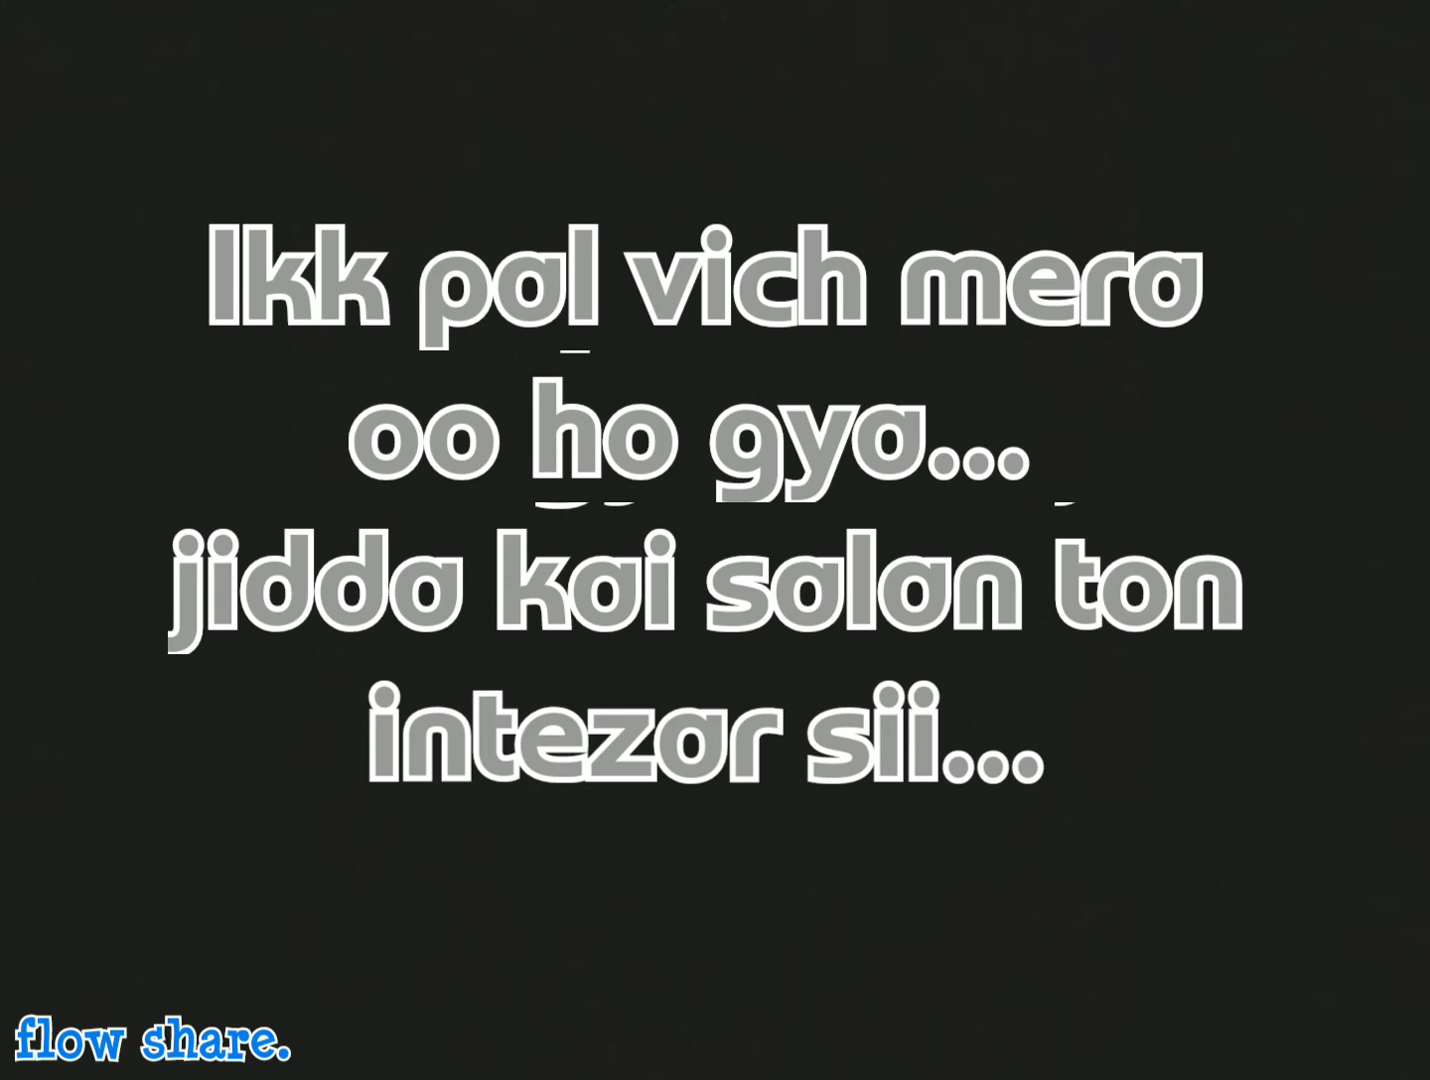 Ikk pal vich mera
oo ho gya...
jidda kai salan ton
intezar sii...
flow share.